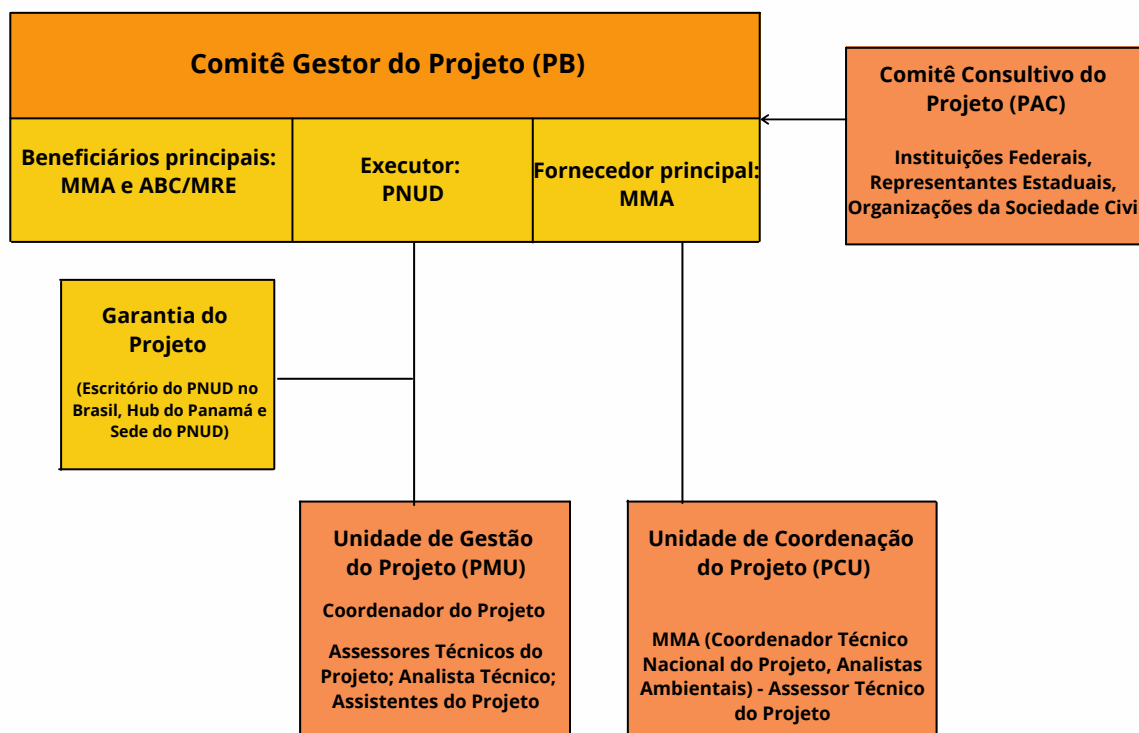 Comitê Gestor do Projeto (PB)
Beneficiários principais:
MMA e ABC/MRE
Executor:
PNUD
Fornecedor principal:
MMA
Comitê Consultivo do
Projeto (PAC)
Instituições Federais,
Representantes Estaduais,
Organizações da Sociedade Civi
Garantia do
Projeto
(Escritório do PNUD no
Brasil, Hub do Panamá e
Sede do PNUD)
Unidade de Gestão
do Projeto (PMU)
Coordenador do Projeto
Assessores Técnicos do
Projeto; Analista Técnico;
Assistentes do Projeto
Unidade de Coordenação
do Projeto (PCU)
MMA (Coordenador Técnico
Nacional do Projeto, Analistas
Ambientais) - Assessor Técnico
do Projeto